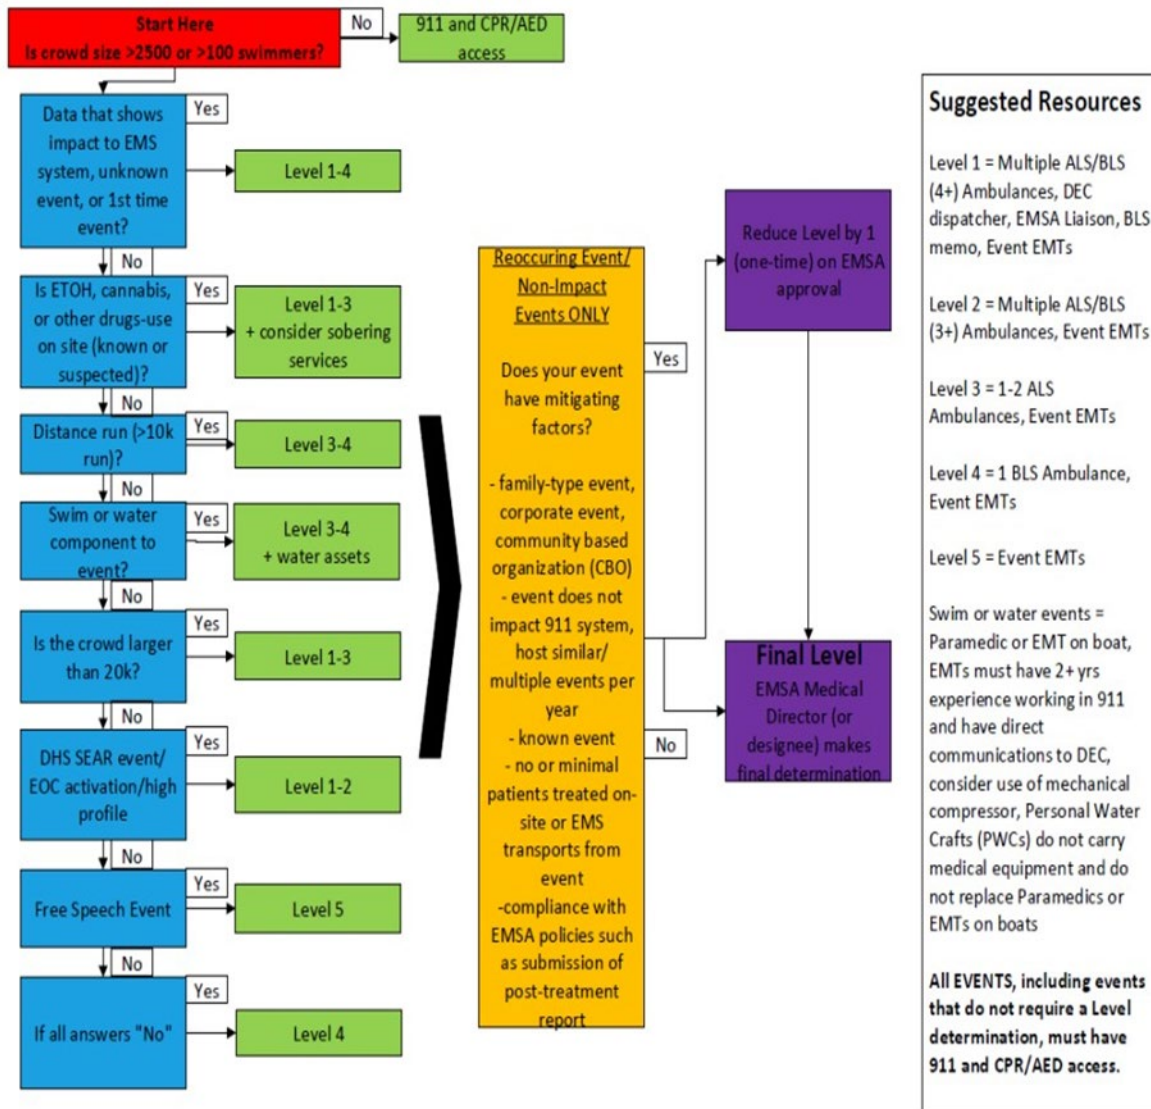 Start Here
Is crowd size >2500 or >100 swimmers?
No
911 and CPR/AED
access
Data that shows
impact to EMS
system, unknown
event, or 1st time
event?
Yes
Level 1-4
No
Is ETOH, cannabis,
or other drugs-use
on site (known or
suspected)?
Yes
Level 1-3
+ consider sobering
services
No
Distance run (>10k
run)?
Yes
Level 3-4
No
Swim or water
component to
event?
Yes
Level 3-4
+ water assets
No
Is the crowd larger
than 20k?
Yes
Level 1-3
No
DHS SEAR event/
EOC activation/high
profile
Yes
Level 1-2
No
Free Speech Event
Yes
Level 5
No
If all answers "No"
Yes
Level 4
Reoccuring Event/
Non-Impact
Events ONLY
Does your event
have mitigating
factors?
- family-type event,
corporate event,
community based
organization (CBO)
- event does not
impact 911 system,
host similar/
multiple events per
year
- known event
- no or minimal
patients treated on-
site or EMS
transports from
event
-compliance with
EMSA policies such
as submission of
post-treatment
report
Yes
No
Reduce Level by 1
(one-time) on EMSA
approval
Final Level
EMSA Medical
Director (or
designee) makes
final determination
Suggested Resources
Level 1 = Multiple ALS/BLS
(4+) Ambulances, DEC
dispatcher, EMSA Liaison, BLS
memo, Event EMTs
Level 2 = Multiple ALS/BLS
(3+) Ambulances, Event EMTs
Level 3 = 1-2 ALS
Ambulances, Event EMTs
Level 4 = 1 BLS Ambulance,
Event EMTs
Level 5 = Event EMTs
Swim or water events =
Paramedic or EMT on boat,
EMTs must have 2+ yrs
experience working in 911
and have direct
communications to DEC,
consider use of mechanical
compressor, Personal Water
Crafts (PWCs) do not carry
medical equipment and do
not replace Paramedics or
EMTs on boats
All EVENTS, including events
that do not require a Level
determination, must have
911 and CPR/AED access.